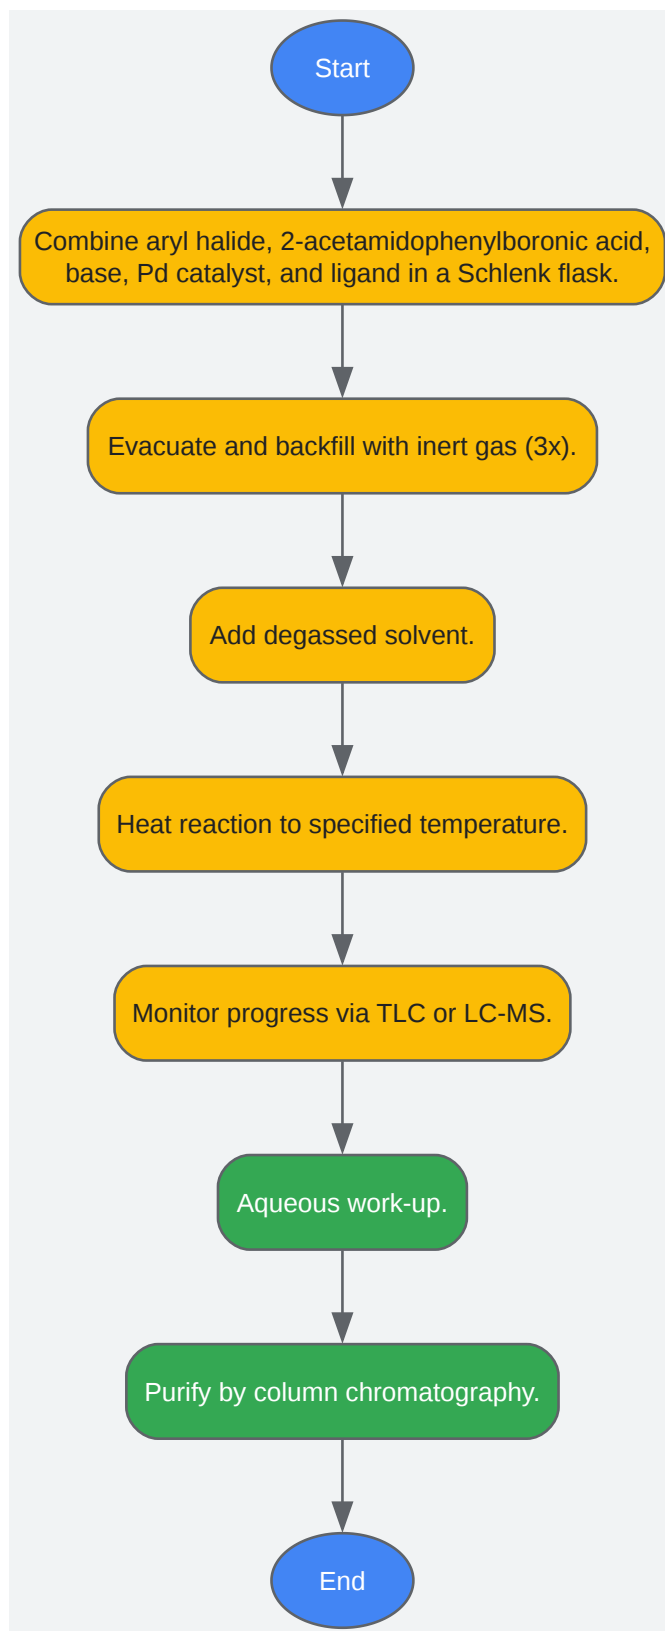 Start
Combine aryl halide, 2-acetamidophenylboronic acid,
base, Pd catalyst, and ligand in a Schlenk flask.
Evacuate and backfill with inert gas (3x).
Add degassed solvent.
Heat reaction to specified temperature.
Monitor progress via TLC or LC-MS.
Aqueous work-up.
Purify by column chromatography.
End